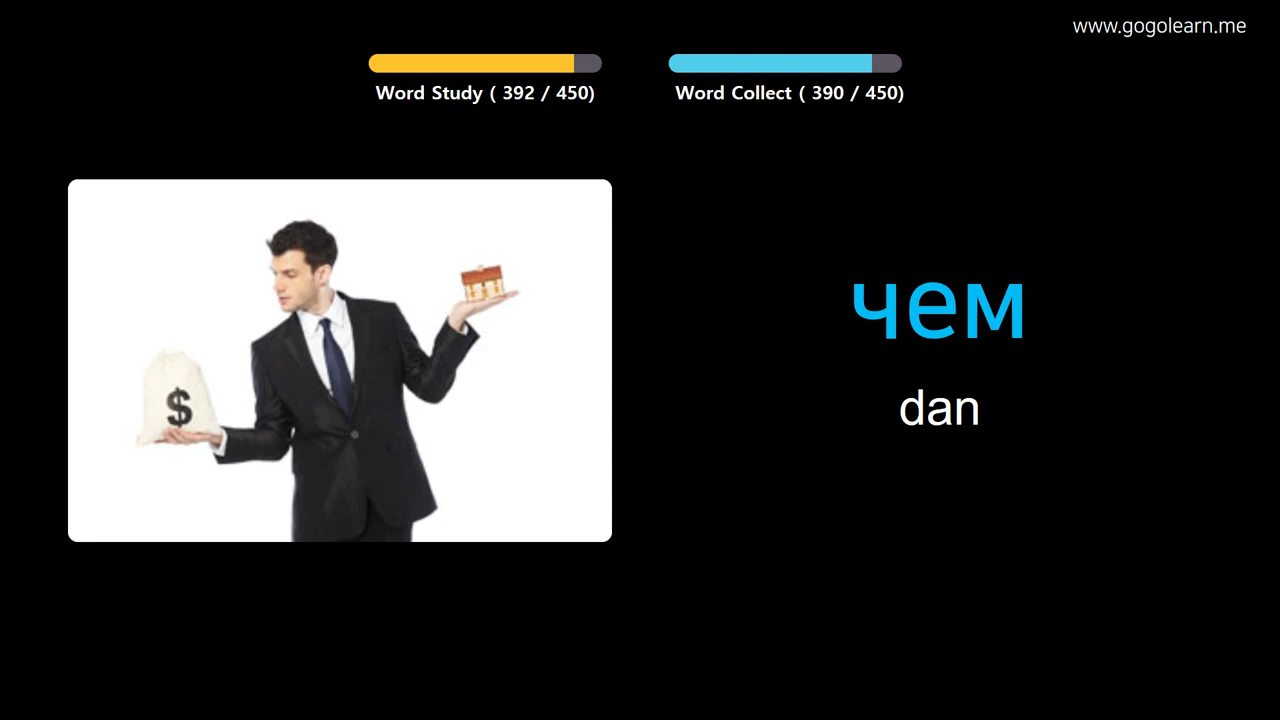 www.gogolearn.me
Word Study ( 392 / 450)
Word Collect ( 390 / 450)
$
чем
dan